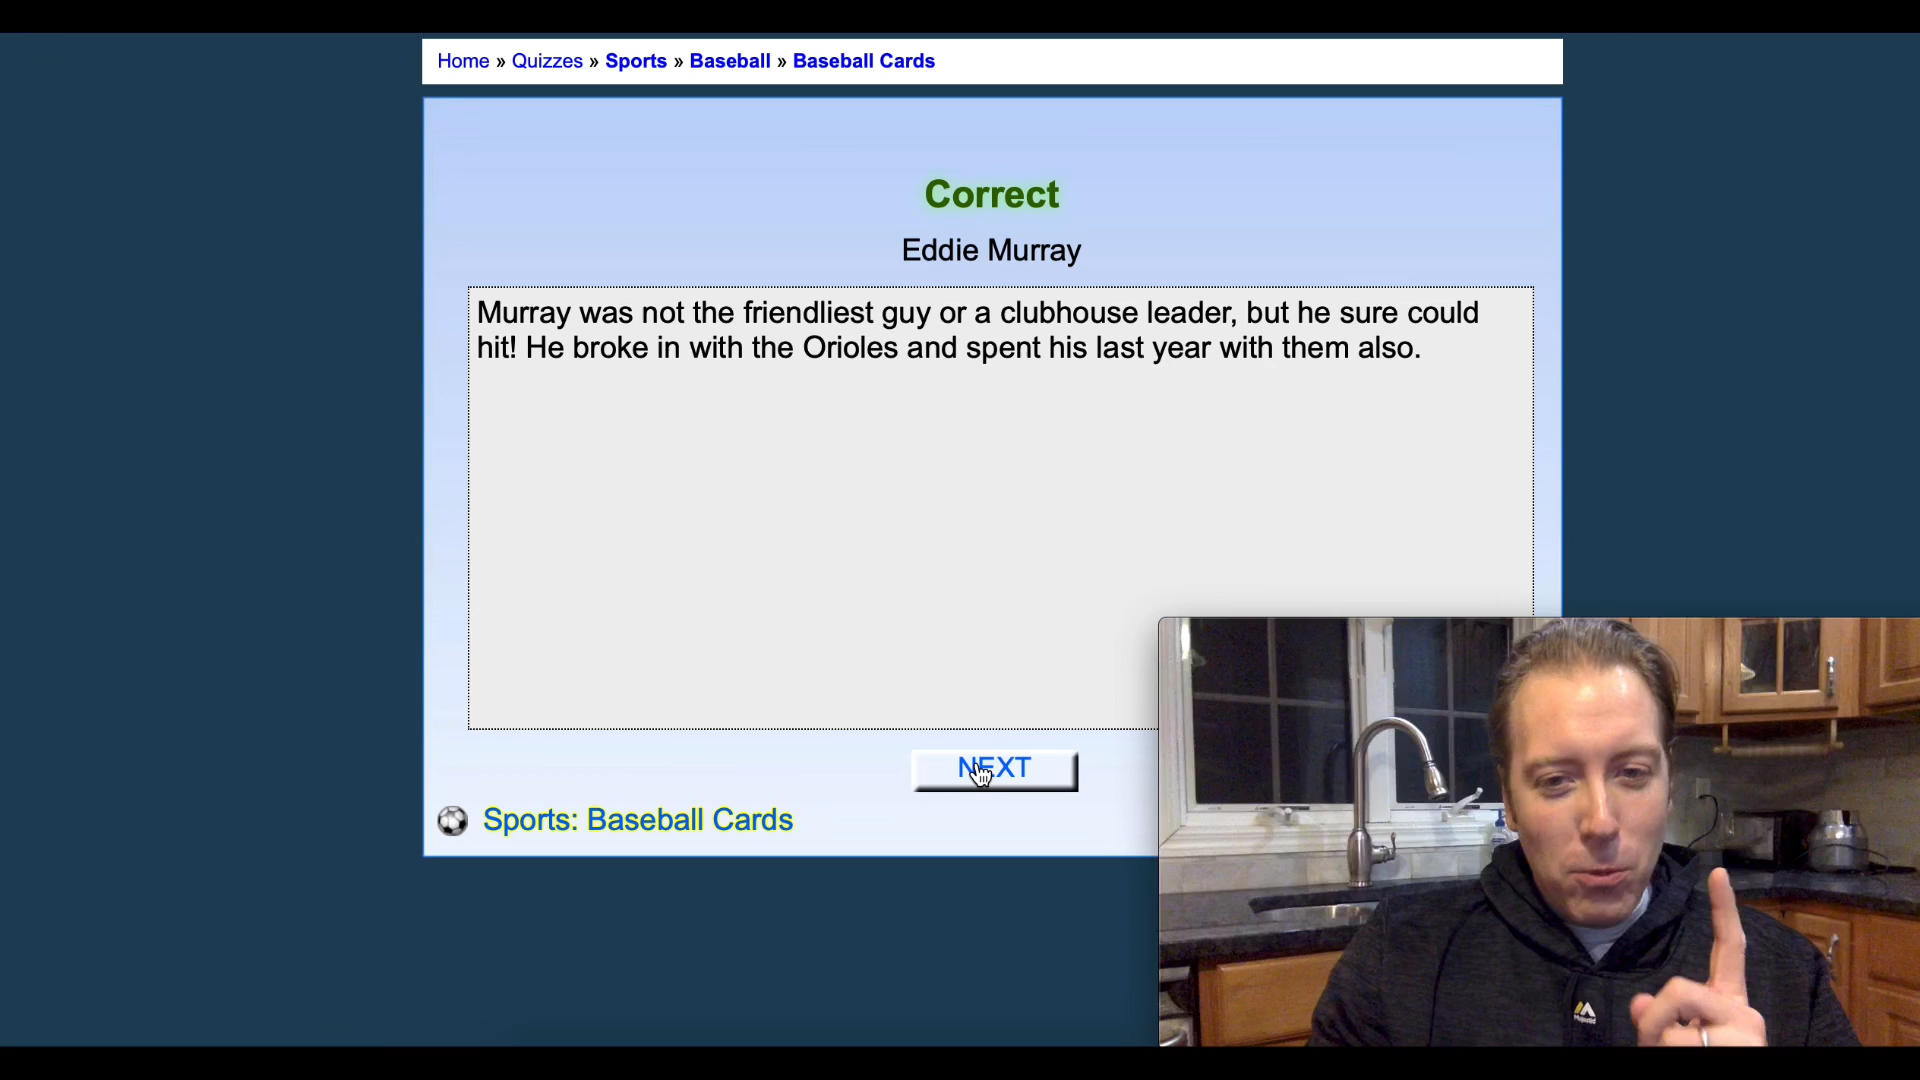 Home » Quizzes » Sports » Baseball » Baseball Cards
Correct
Eddie Murray
Murray was not the friendliest guy or a clubhouse leader, but he sure could
hit! He broke in with the Orioles and spent his last year with them also.
NEXT
Sports: Baseball Cards
Majestic